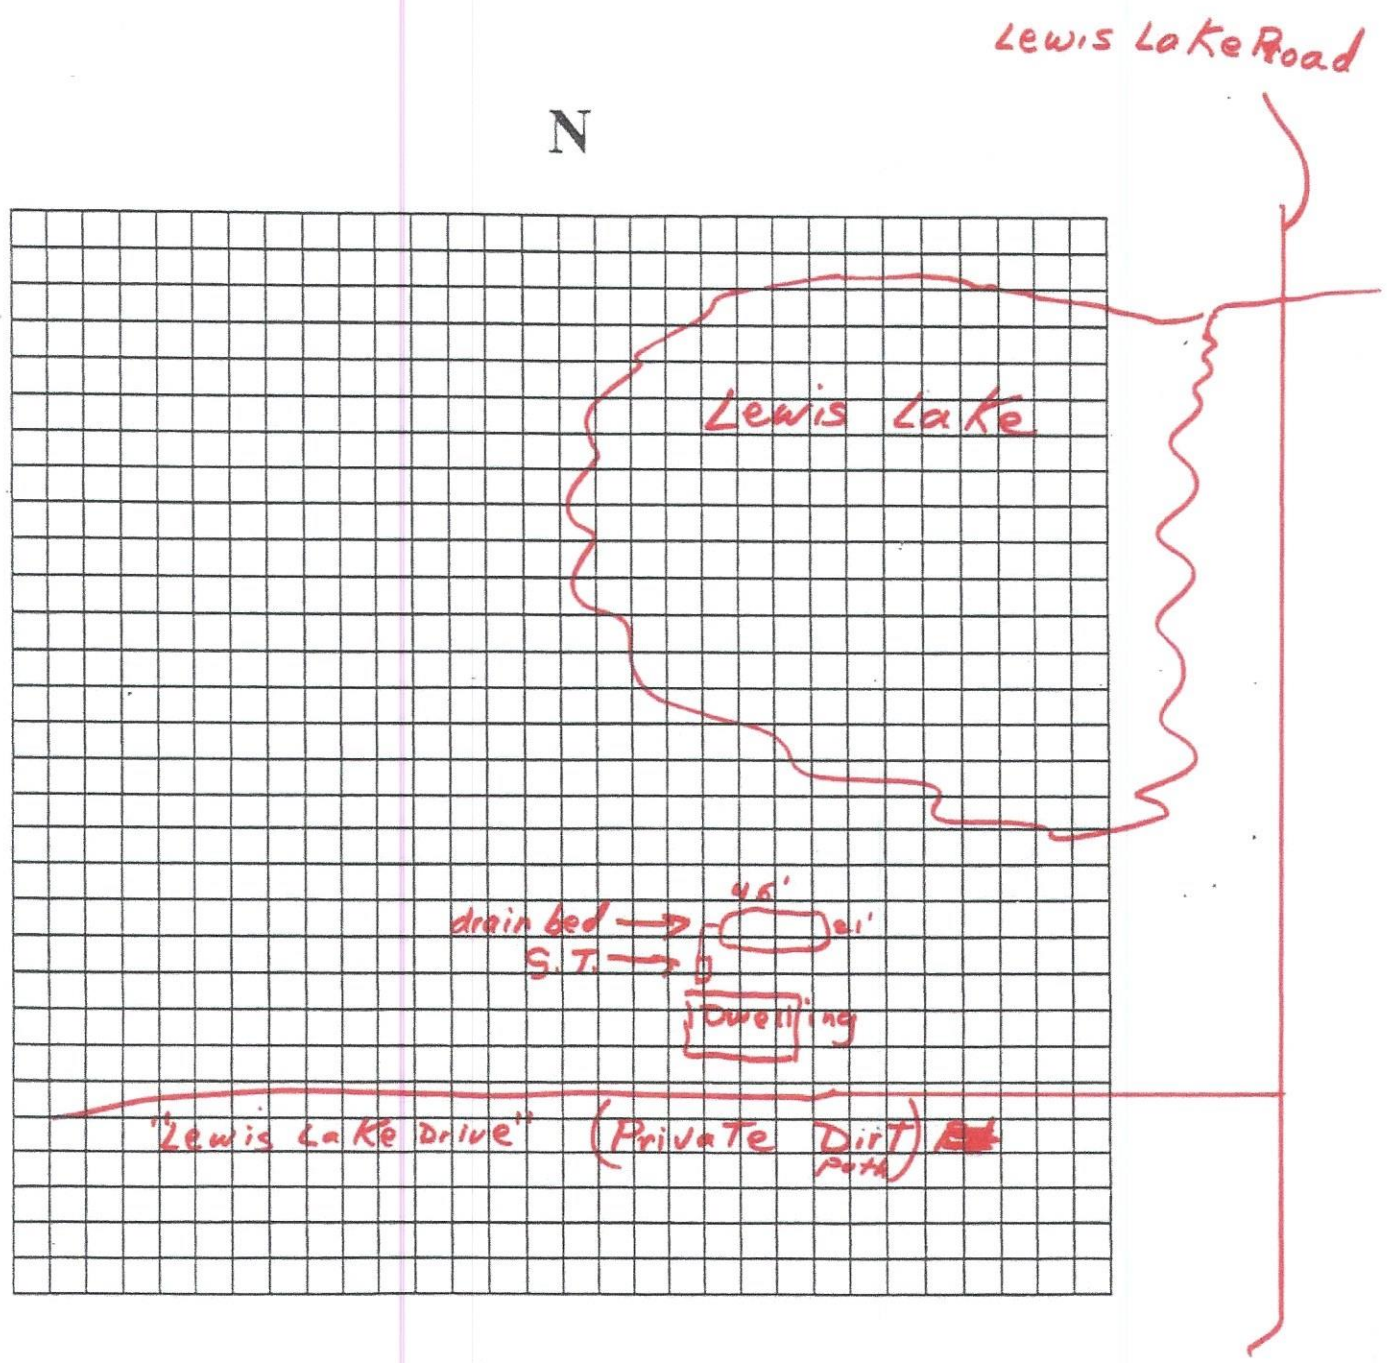 Lewis Lake Road
N
Lewis Lake
46'
drain bed
21'
S.T.
Dwelling
"Lewis Lake Drive" (Private Dirt
path)